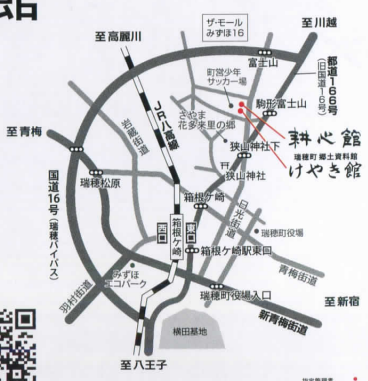 館
ザ・モール
みずほ16
至川越
至高麗川
富士山
都道166号
(旧国道16号)
町営少年
サッカー場
駒形富士山
さやま
花多来里の郷
耕心館
JR八高線
岩蔵街道
至青梅
狭山神社下
瑞穂町 郷土資料館
けやき館
狭山神社
瑞穂松原
箱根ケ崎
日光街道
国道16号(瑞穂バイパス)
西口
箱根ケ崎
東口
瑞穂町役場
箱根ケ崎駅東口
みずほ
エコパーク
青梅街道
羽村街道
瑞穂町役場入口
至新宿
新青梅街道
横田基地
至八王子